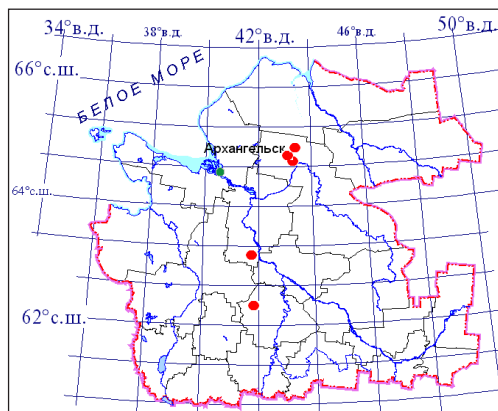 34°в.д.
38°в.д.
42°в.д.
46°в.д.
50°в.д.
66°с.ш.
БЕЛОЕ МОРЕ
Архангельск
64°с.ш.
62°с.ш.